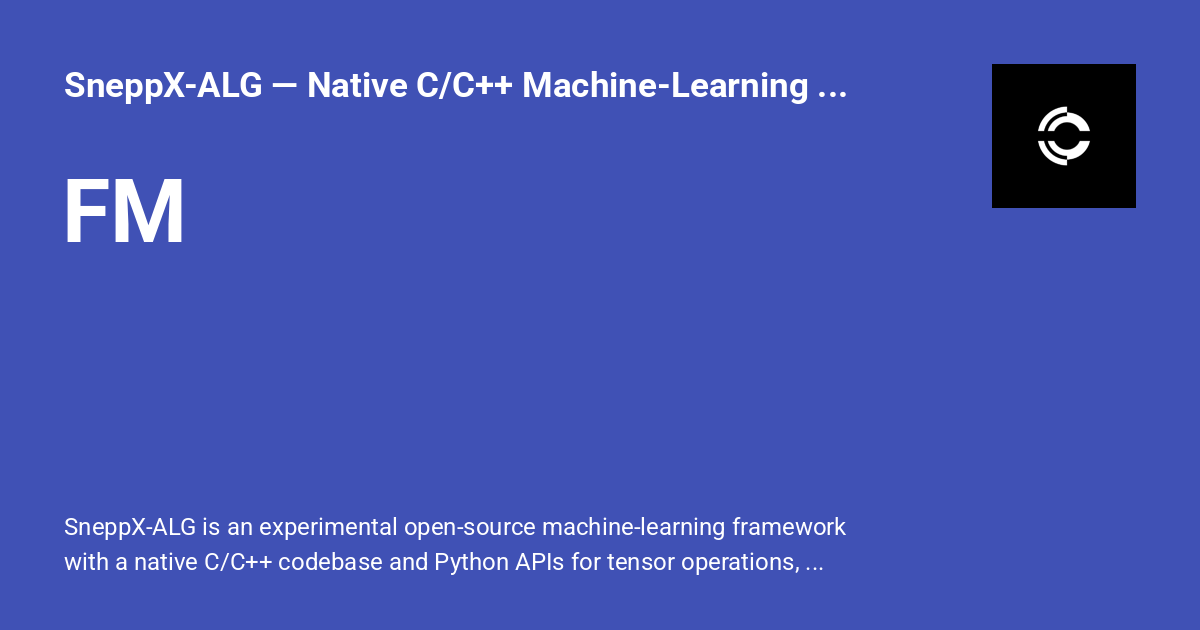 SneppX-ALG — Native C/C++ Machine-Learning ...
FM
SneppX-ALG is an experimental open-source machine-learning framework
with a native C/C++ codebase and Python APIs for tensor operations, ...